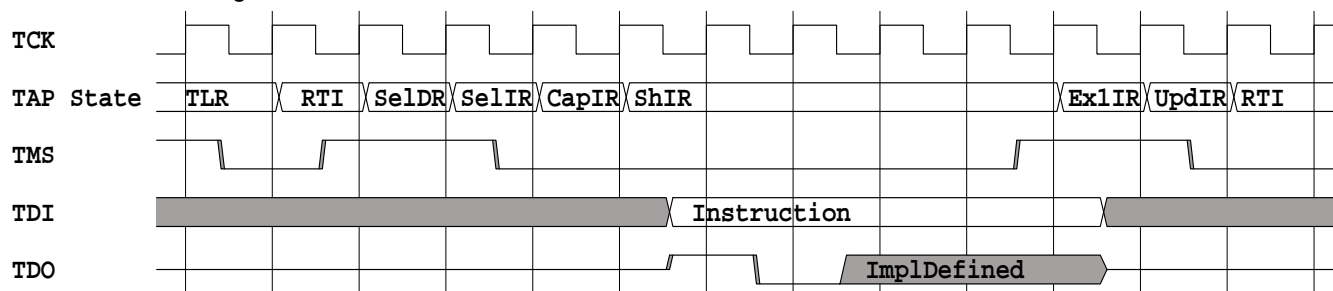 TCK
TAP State TLR RTI SelDR SelIR CapIR ShIR Ex1IR UpdIR RTI
TMS
TDI Instruction
TDO ImplDefined